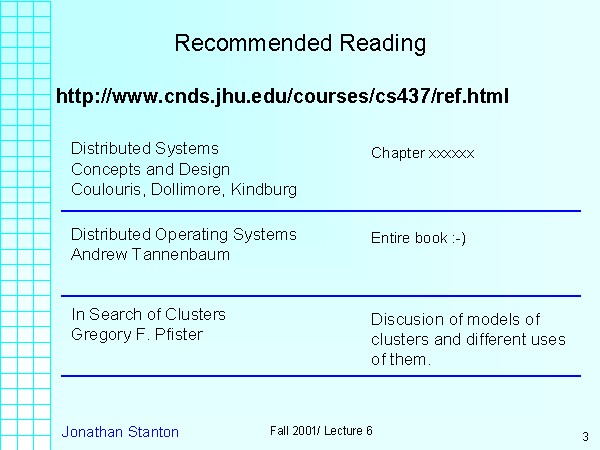 Recommended Reading
http: //www. cnds. jhu. edu/courses/cs 437/ref. html
Distributed Systems
Concepts and Design
Coulouris, Dollimore, Kindburg
Chapter xxxxxx
Distributed Operating Systems
Andrew Tannenbaum
Entire book : -)
In Search of Clusters
Gregory F. Pfister
Discusion of models of
clusters and different uses
of them.
Jonathan Stanton
Fall 2001/ Lecture 6
3